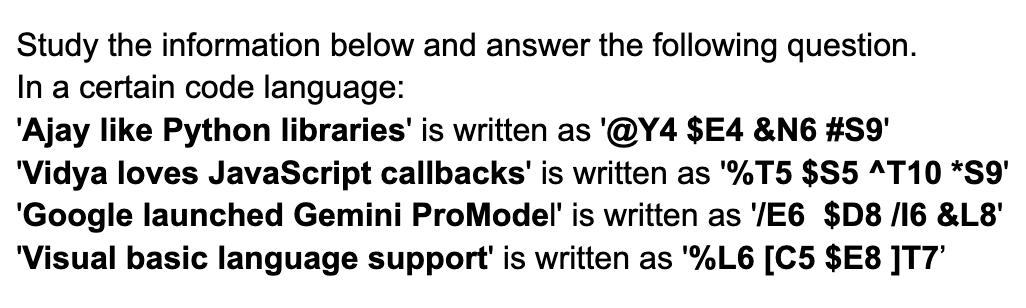 Study the information below and answer the following question.
In a certain code language:
'Ajay like Python libraries' is written as '@Y4 $E4 &N6 #S9'
'Vidya loves JavaScript callbacks' is written as '%T5 $S5 ^T10 *S9'
'Google launched Gemini ProModel' is written as '/E6  $D8 /I6 &L8'
'Visual basic language support' is written as '%L6 [C5 $E8 ]T7’